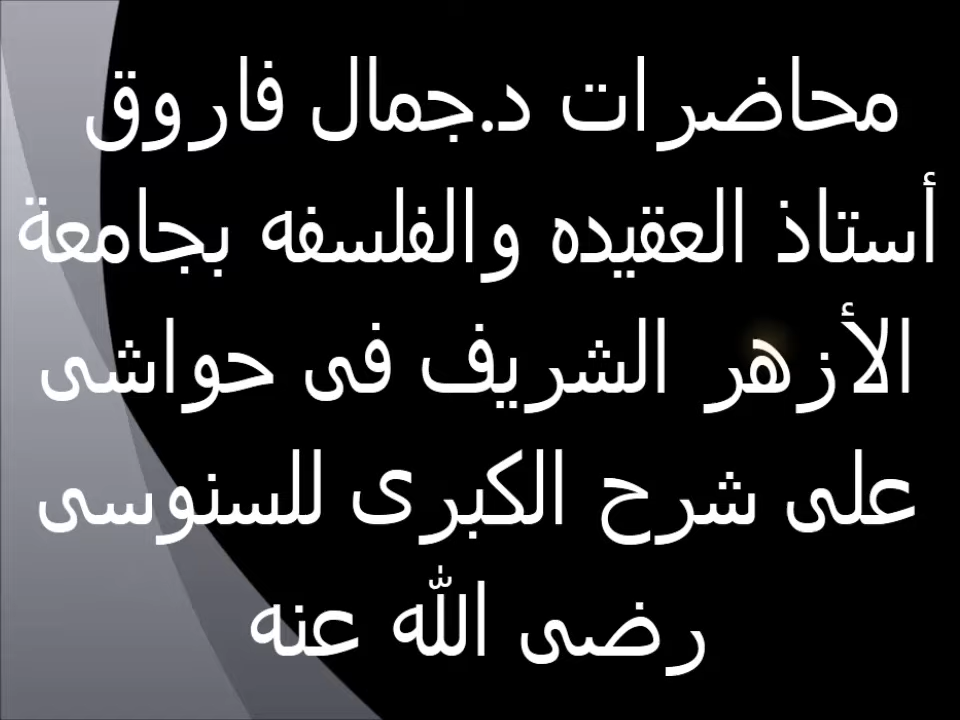 محاضرات د.جمال فاروق
أستاذ العقيده والفلسفه بجامعة
الأزهر الشريف فى حواشى
على شرح الكبرى للسنوسى
رضى الله عنه